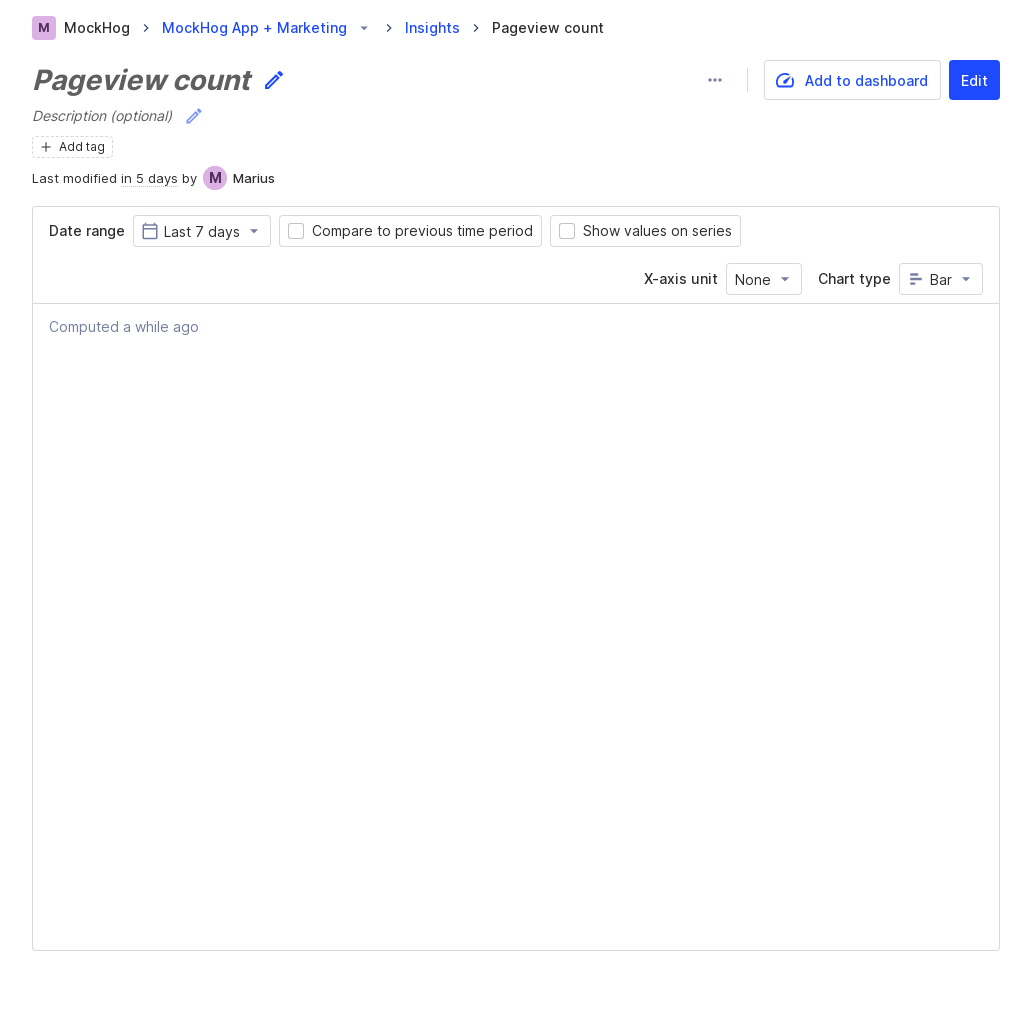 M MockHog MockHog App + Marketing Insights Pageview count
Pageview count
Add to dashboard
Edit
Description (optional)
Add tag
Last modified in 5 days by M Marius
Date range Last 7 days Compare to previous time period Show values on series
X-axis unit None Chart type Bar
Computed a while ago